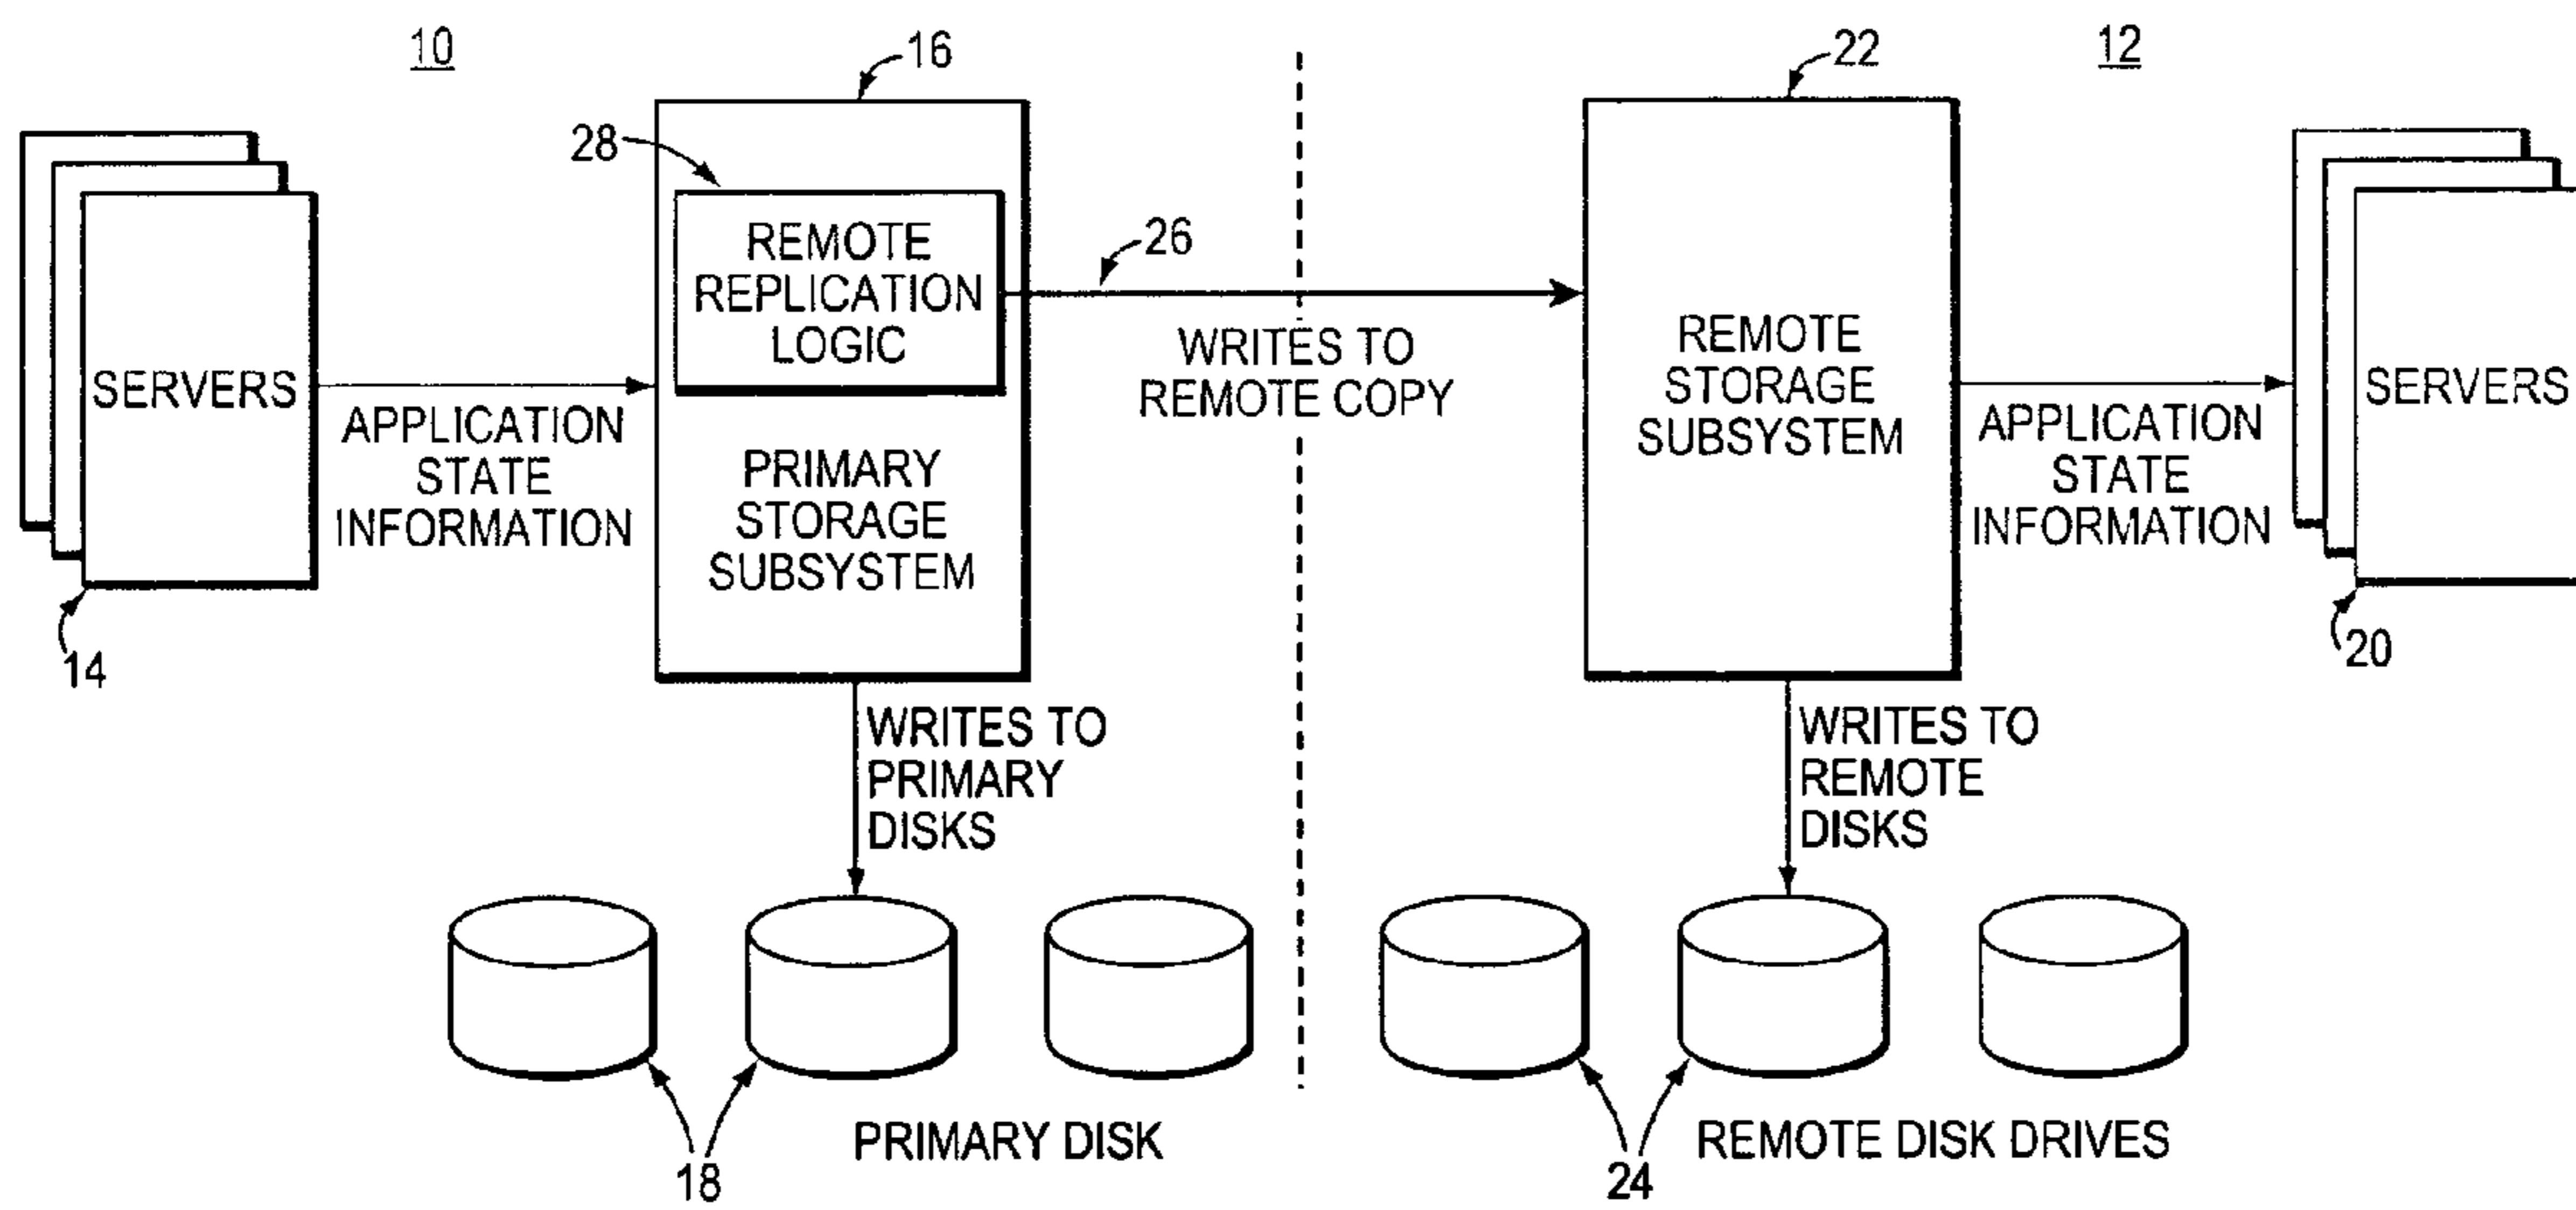 10
16
22
12
28
26
REMOTE
REPLICATION
LOGIC
SERVERS
APPLICATION
STATE
INFORMATION
PRIMARY
STORAGE
SUBSYSTEM
WRITES TO
REMOTE COPY
REMOTE
STORAGE
SUBSYSTEM
APPLICATION
STATE
INFORMATION
SERVERS
14
20
WRITES TO
PRIMARY
DISKS
WRITES TO
REMOTE
DISKS
PRIMARY DISK
REMOTE DISK DRIVES
18
24